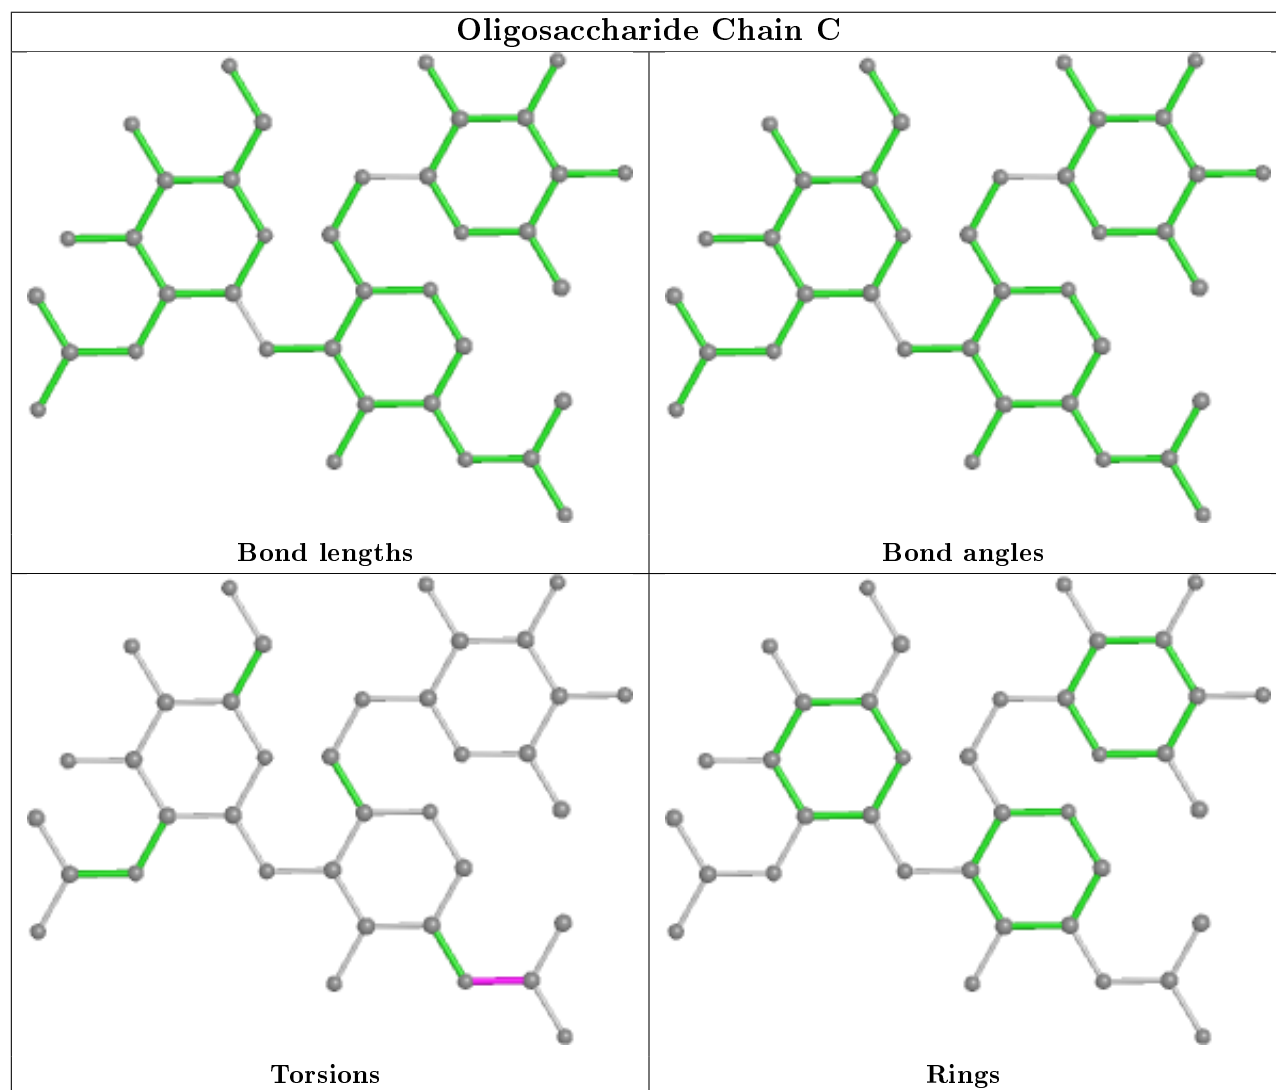 Oligosaccharide Chain C
Bond lengths
Bond angles
Torsions
Rings